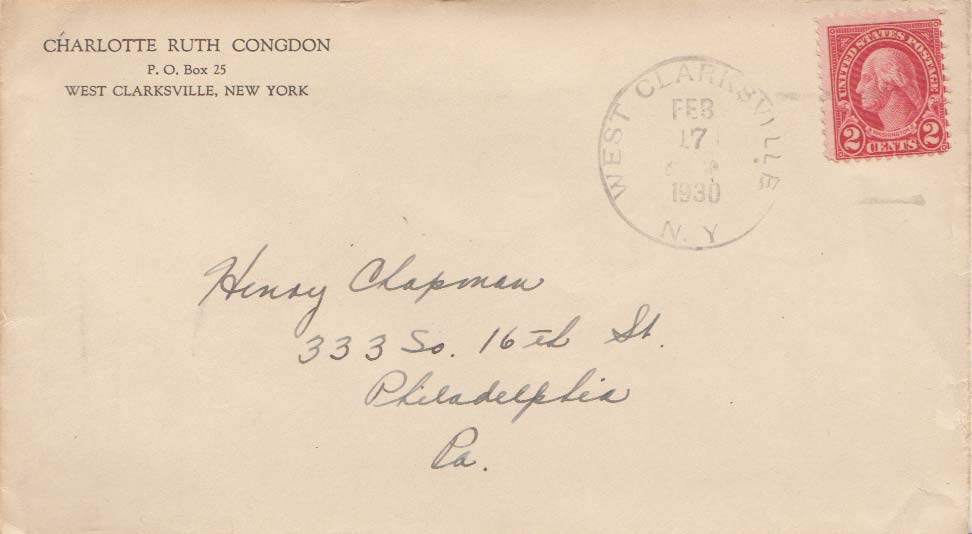 CHARLOTTE RUTH CONGDON
P. O. Box 25
WEST CLARKSVILLE, NEW YORK
WEST CLARKSVILLE
FEB
17
1930
N. Y
UNITED STATES POSTAGE
WASHINGTON
2 CENTS 2
Henry Chapman
333 So. 16th St.
Philadelphia
Pa.